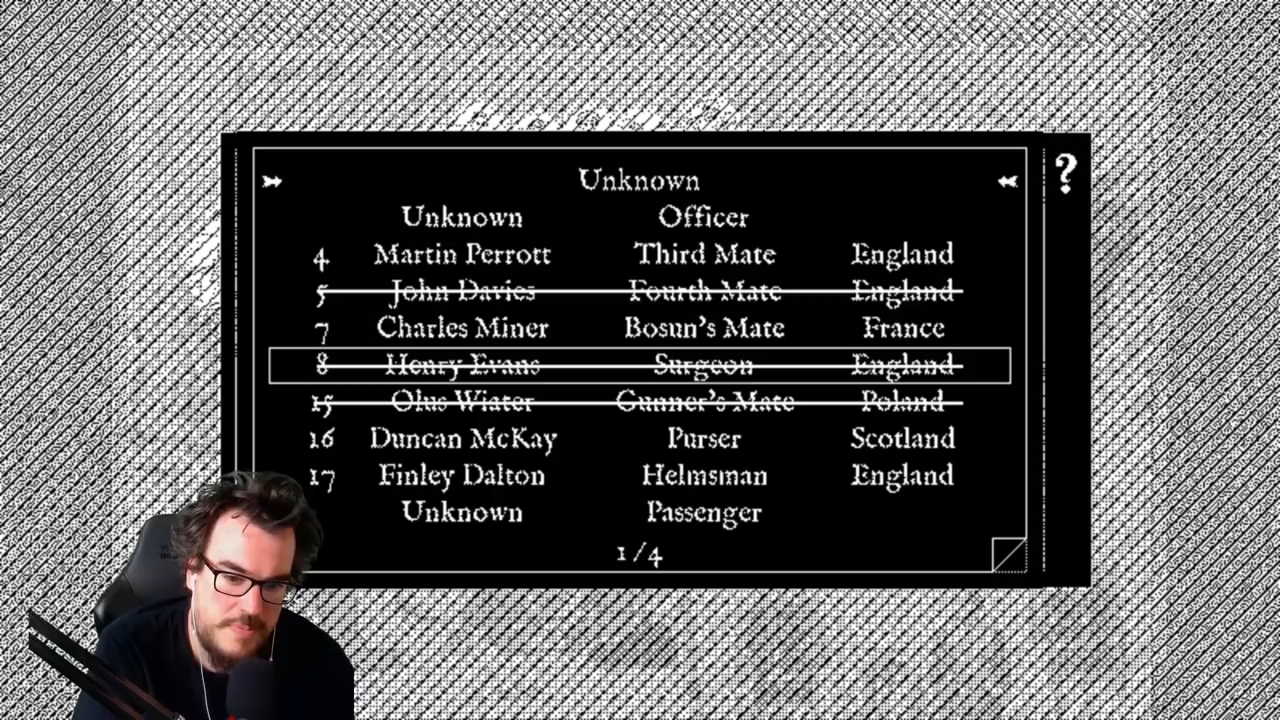 Unknown
?
Unknown Officer
4 Martin Perrott Third Mate England
5 John Davies Fourth Mate England
7 Charles Miner Bosun's Mate France
8 Henry Evans Surgeon England
15 Olus Wiater Gunner's Mate Poland
16 Duncan McKay Purser Scotland
17 Finley Dalton Helmsman England
Unknown Passenger
1/4